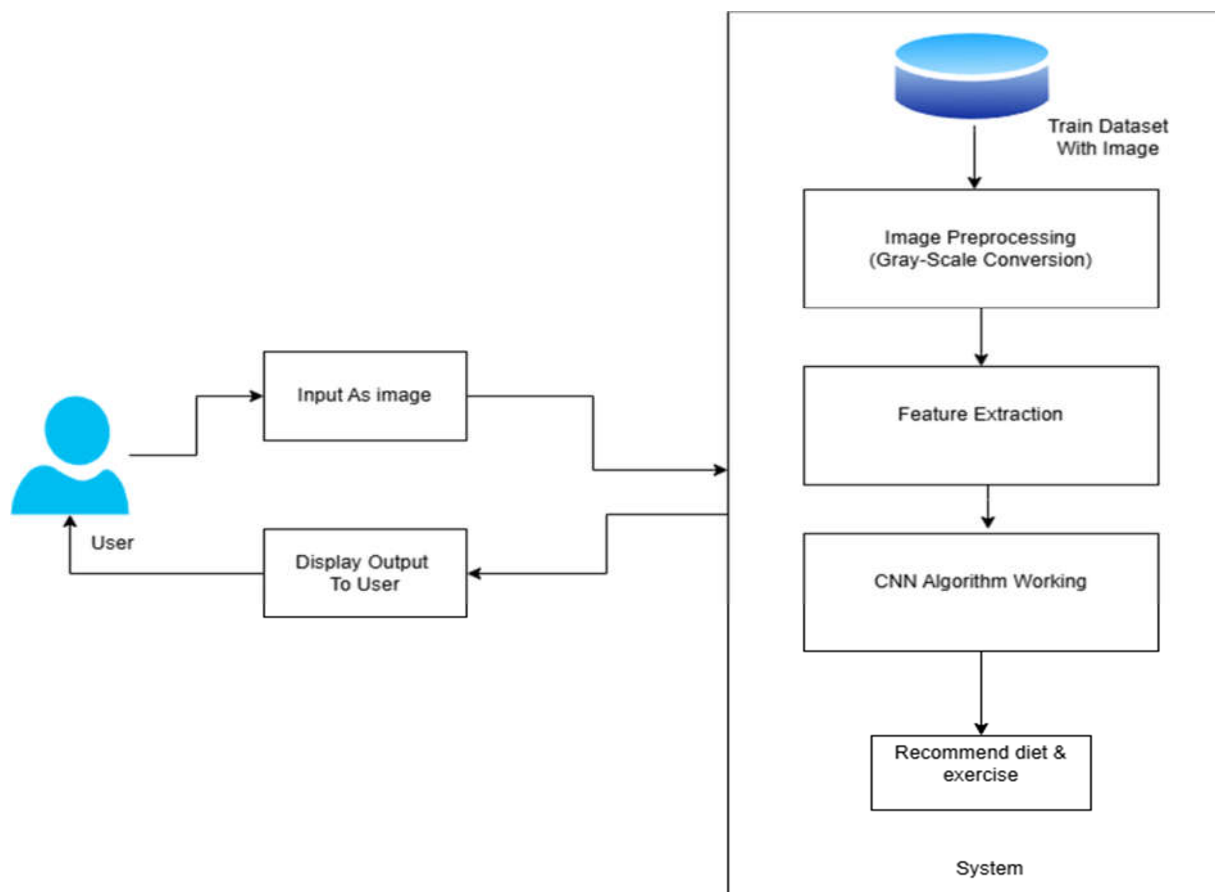 Train Dataset
With Image
Image Preprocessing
(Gray-Scale Conversion)
Feature Extraction
CNN Algorithm Working
Recommend diet &
exercise
System
Input As image
User
Display Output
To User